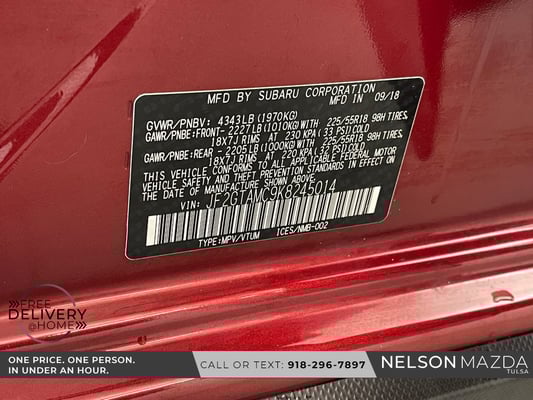 MFD BY SUBARU CORPORATION
MFD IN 09/18
GVWR/PNBV: 4343LB(1970KG)
GAWR/PNBE:FRONT- 2227LB(1010KG)WITH 225/55R18 98H TIRES,
18X7J RIMS,AT 230 KPA(33 PSI)COLD
GAWR/PNBE:REAR - 2205LB(1000KG)WITH 225/55R18 98H TIRES,
18X7J RIMS,AT 220 KPA(32 PSI)COLD
THIS VEHICLE CONFORMS TO ALL APPLICABLE FEDERAL MOTOR
VEHICLE SAFETY, BUMPER, AND THEFT PREVENTION STANDARDS IN EFFECT ON
THE DATE OF MANUFACTURE SHOWN ABOVE.
VIN: JF2GTAMC9K8245014
TYPE:MPV/VTUM ICES/NMB-002
FREE
DELIVERY
@HOME
ONE PRICE. ONE PERSON.
IN UNDER AN HOUR.
CALL OR TEXT: 918-296-7897
NELSON MAZDA
TULSA